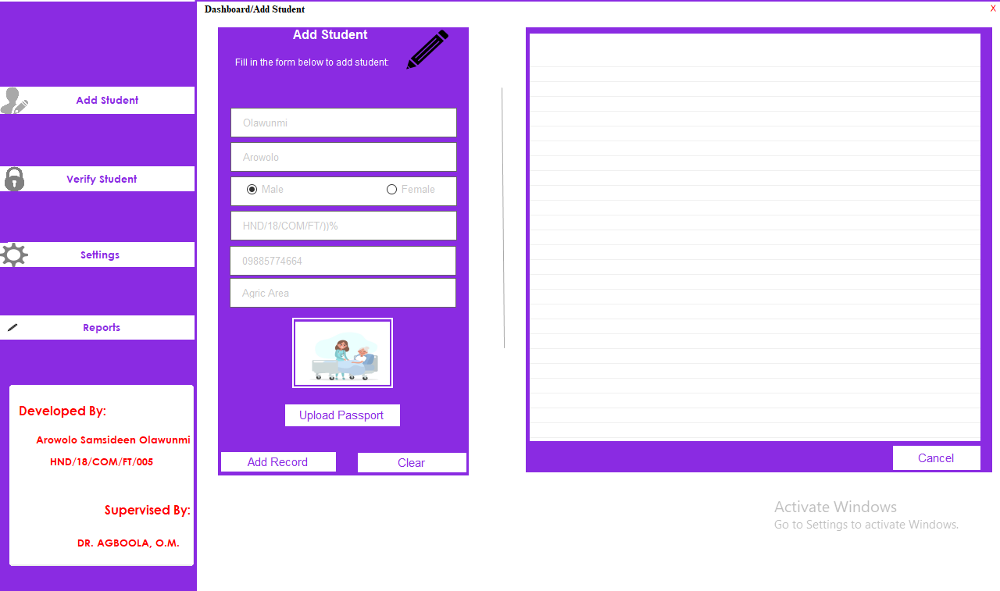 Dashboard/Add Student
X
Add Student
Verify Student
Settings
Reports
Developed By:
Arowolo Samsideen Olawunmi
HND/18/COM/FT/005
Supervised By:
DR. AGBOOLA, O.M.
Add Student
Fill in the form below to add student:
Olawunmi
Arowolo
Male Female
HND/18/COM/FT/))%
09885774664
Agric Area
Upload Passport
Add Record Clear
Cancel
Activate Windows
Go to Settings to activate Windows.